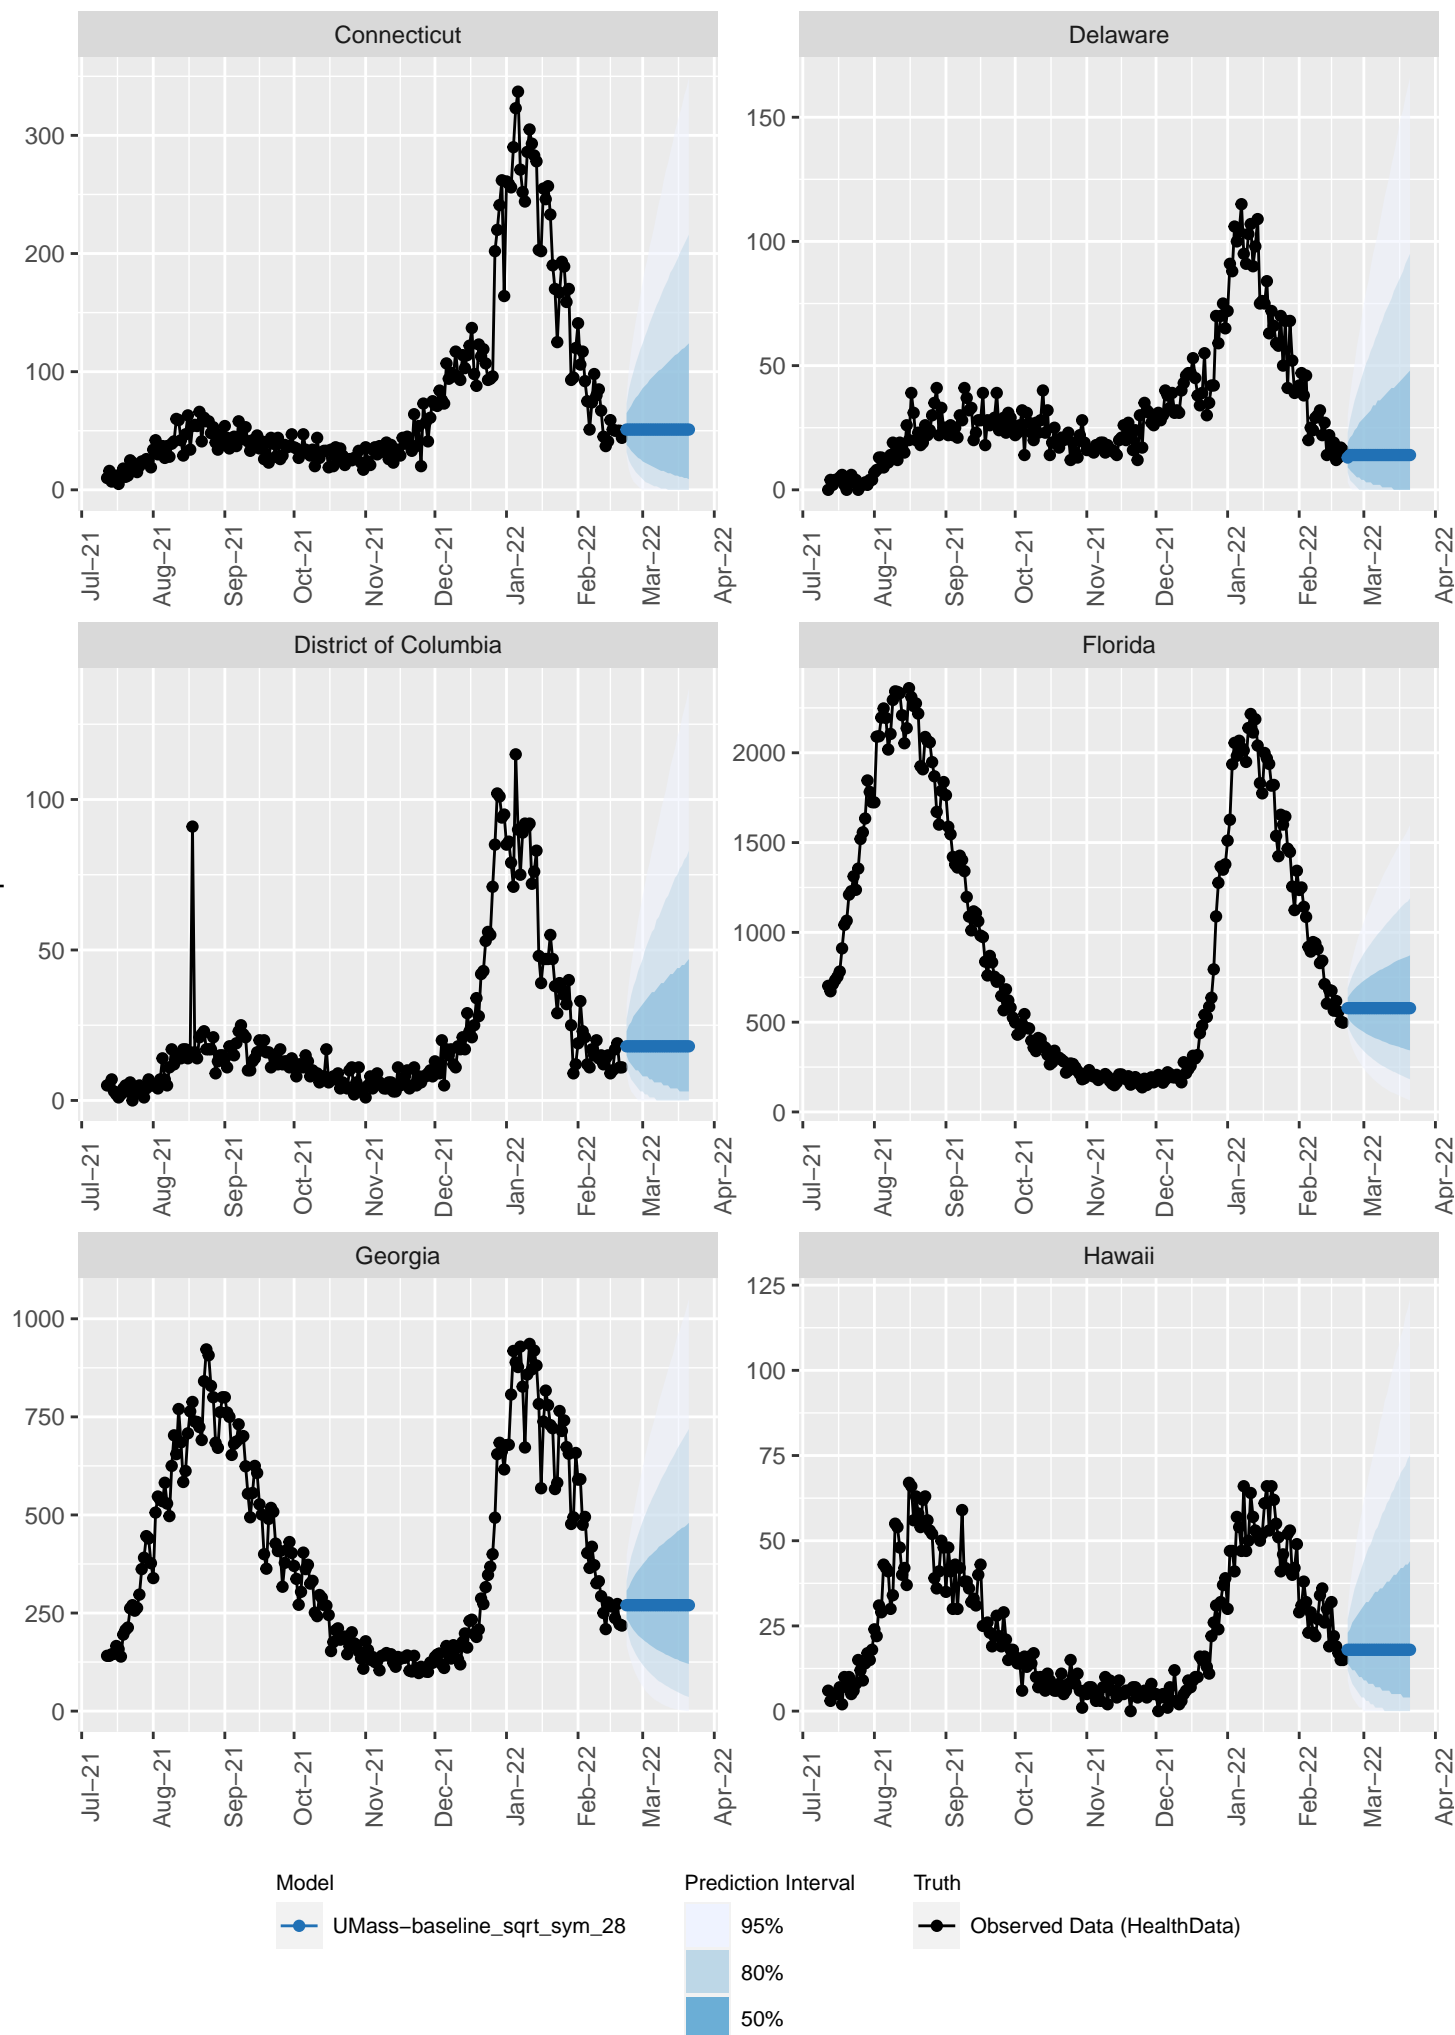 Connecticut
Delaware
300
200
100
0
150
100
50
0
Jul−21
Aug−21
Sep−21
Oct−21
Nov−21
Dec−21
Jan−22
Feb−22
Mar−22
Apr−22
Jul−21
Aug−21
Sep−21
Oct−21
Nov−21
Dec−21
Jan−22
Feb−22
Mar−22
Apr−22
District of Columbia
Florida
100
50
0
2000
1500
1000
500
0
Jul−21
Aug−21
Sep−21
Oct−21
Nov−21
Dec−21
Jan−22
Feb−22
Mar−22
Apr−22
Jul−21
Aug−21
Sep−21
Oct−21
Nov−21
Dec−21
Jan−22
Feb−22
Mar−22
Apr−22
Georgia
Hawaii
1000
750
500
250
0
125
100
75
50
25
0
Jul−21
Aug−21
Sep−21
Oct−21
Nov−21
Dec−21
Jan−22
Feb−22
Mar−22
Apr−22
Jul−21
Aug−21
Sep−21
Oct−21
Nov−21
Dec−21
Jan−22
Feb−22
Mar−22
Apr−22
Model
UMass−baseline_sqrt_sym_28
Prediction Interval
95%
80%
50%
Truth
Observed Data (HealthData)